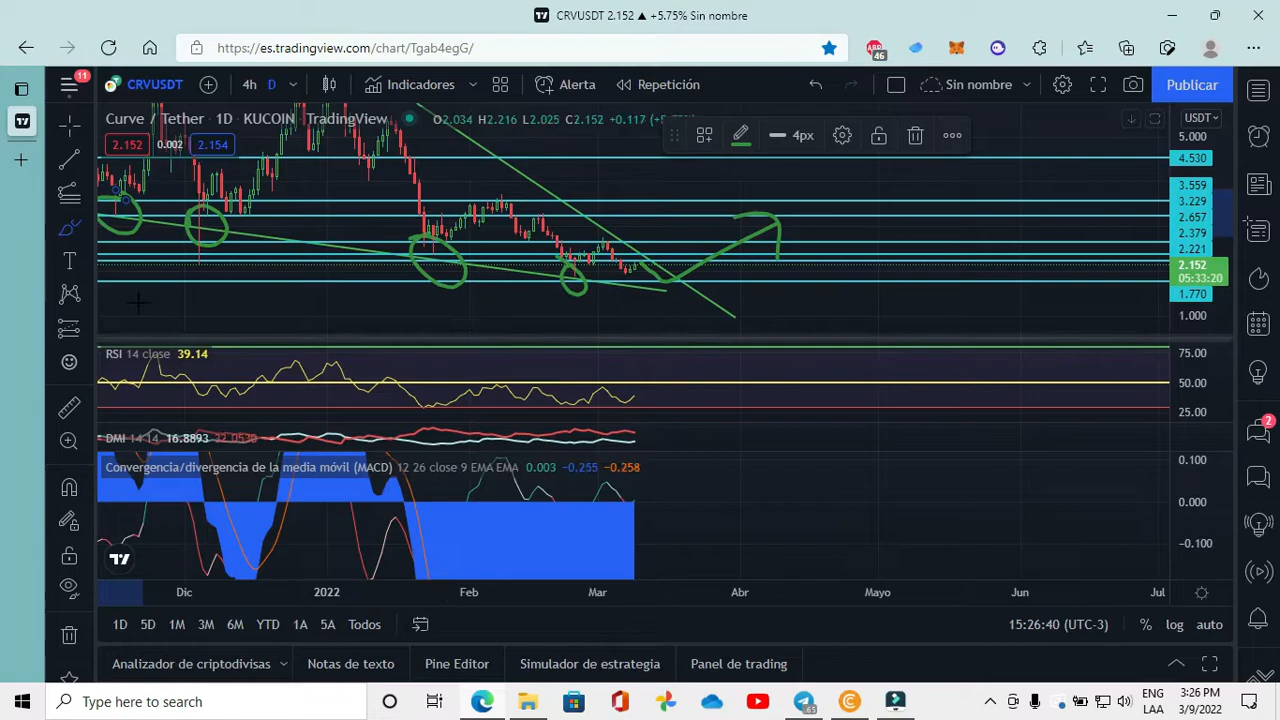 CRVUSDT 2.152 ▲ +5.75% Sin nombre
https://es.tradingview.com/chart/Tgab4egG/
46
11
CRVUSDT
4h
D
Indicadores
Alerta
Repetición
Sin nombre
Publicar
Curve / Tether · 1D · KUCOIN TradingView
O2.034 H2.216 L2.025 C2.152 +0.117
USDT
4px
2.152
0.002
2.154
5.000
4.530
3.559
3.229
2.657
2.379
2.221
2.152
05:33:20
1.770
1.000
RSI 14 close 39.14
75.00
50.00
25.00
DMI 14 14 16.8893
2
Convergencia/divergencia de la media móvil (MACD) 12 26 close 9 EMA EMA 0.003 −0.255 −0.258
0.100
0.000
−0.100
Dic
2022
Feb
Mar
Abr
Mayo
Jun
Jul
1D
5D
1M
3M
6M
YTD
1A
5A
Todos
15:26:40 (UTC-3)
%
log
auto
Analizador de criptodivisas
Notas de texto
Pine Editor
Simulador de estrategia
Panel de trading
Type here to search
ENG
LAA
3:26 PM
3/9/2022